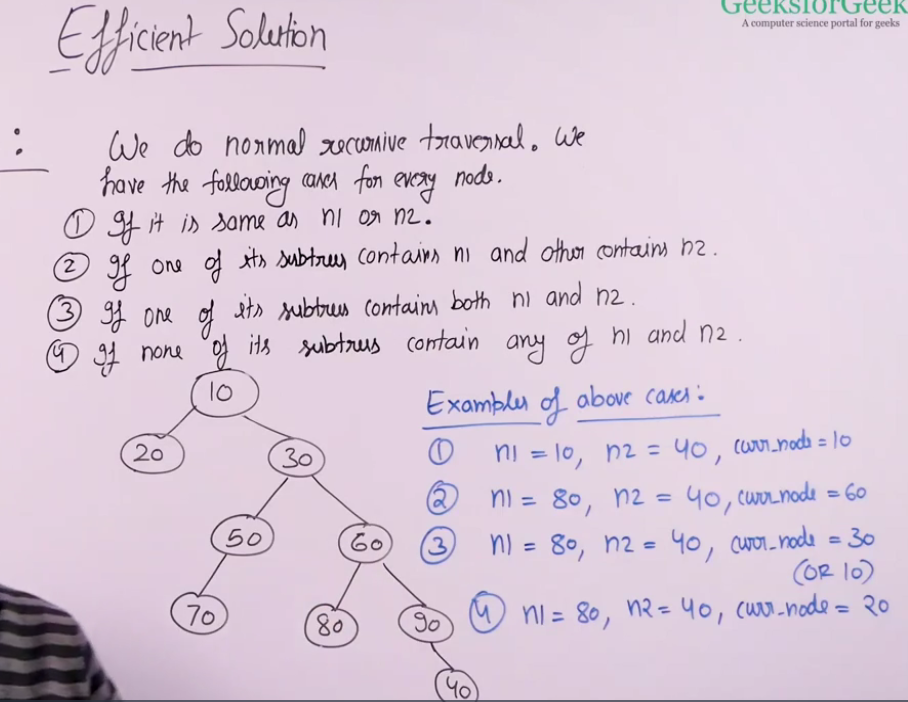 GeeksforGeek
A computer science portal for geeks
Efficient Solution
: We do normal recursive traversal. We
have the following cases for every node.
① If it is same as n1 or n2.
② If one of its subtrees contains n1 and other contains n2.
③ If one of its subtrees contains both n1 and n2.
④ If none of its subtrees contain any of n1 and n2.
10
20
30
50
60
70
80
90
40
Examples of above cases:
① n1 = 10, n2 = 40, curr_node = 10
② n1 = 80, n2 = 40, curr_node = 60
③ n1 = 80, n2 = 40, curr_node = 30
(OR 10)
④ n1 = 80, n2 = 40, curr_node = 20